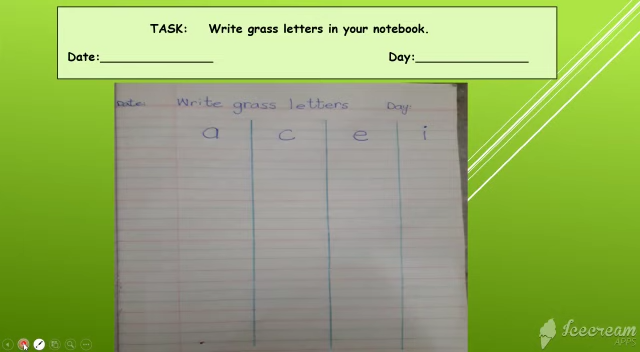 TASK: Write grass letters in your notebook.
Date:________________ Day:________________
Date: Write grass letters Day:
a c e i
Icecream
APPS